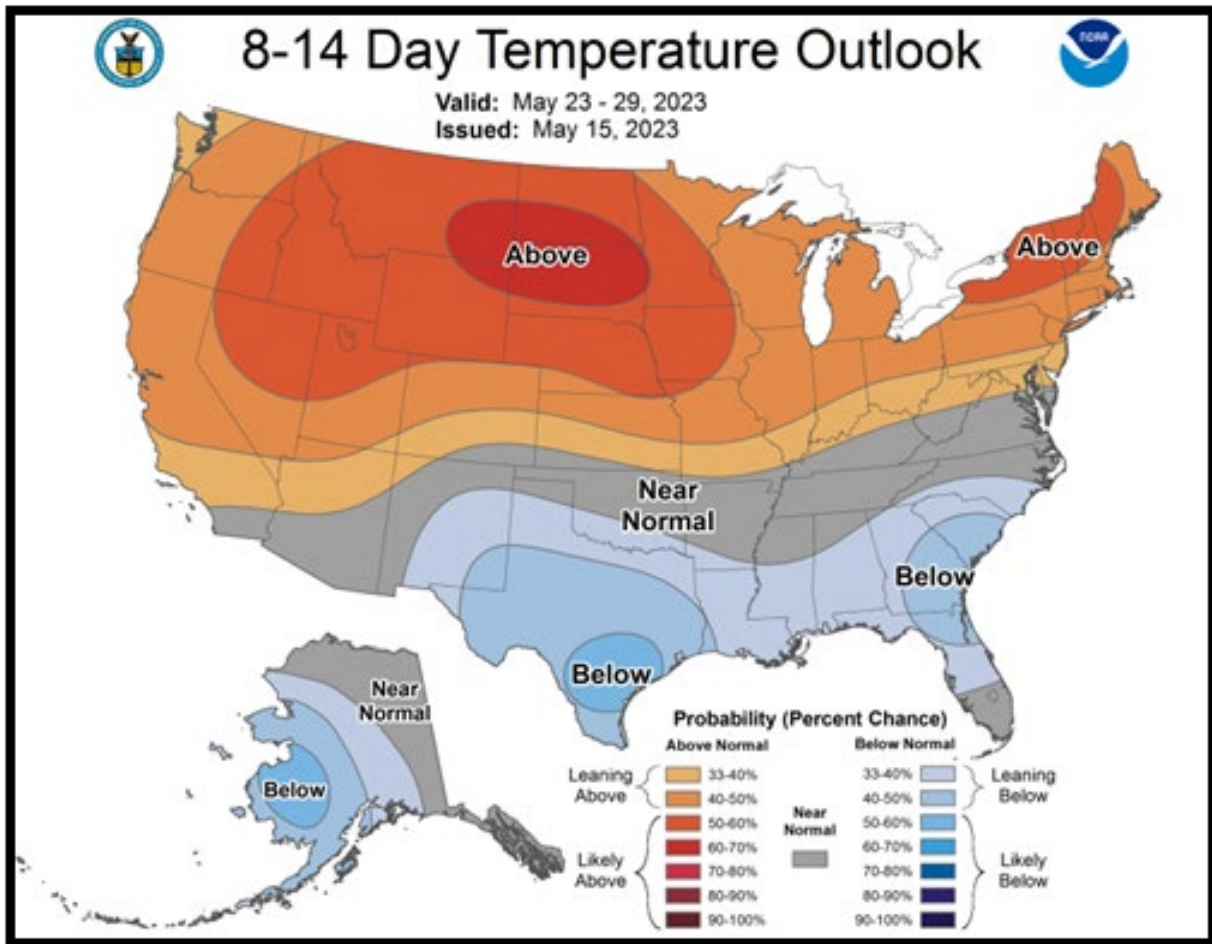 8-14 Day Temperature Outlook
NOAA
Valid: May 23 - 29, 2023
Issued: May 15, 2023
Above
Above
Near
Normal
Below
Below
Near
Normal
Below
Probability (Percent Chance)
Above Normal Below Normal
Leaning
Above
33-40% 33-40%
40-50% 40-50%
Leaning
Below
Near
Normal
Likely
Above
50-60% 50-60%
60-70% 60-70%
70-80% 70-80%
80-90% 80-90%
90-100% 90-100%
Likely
Below